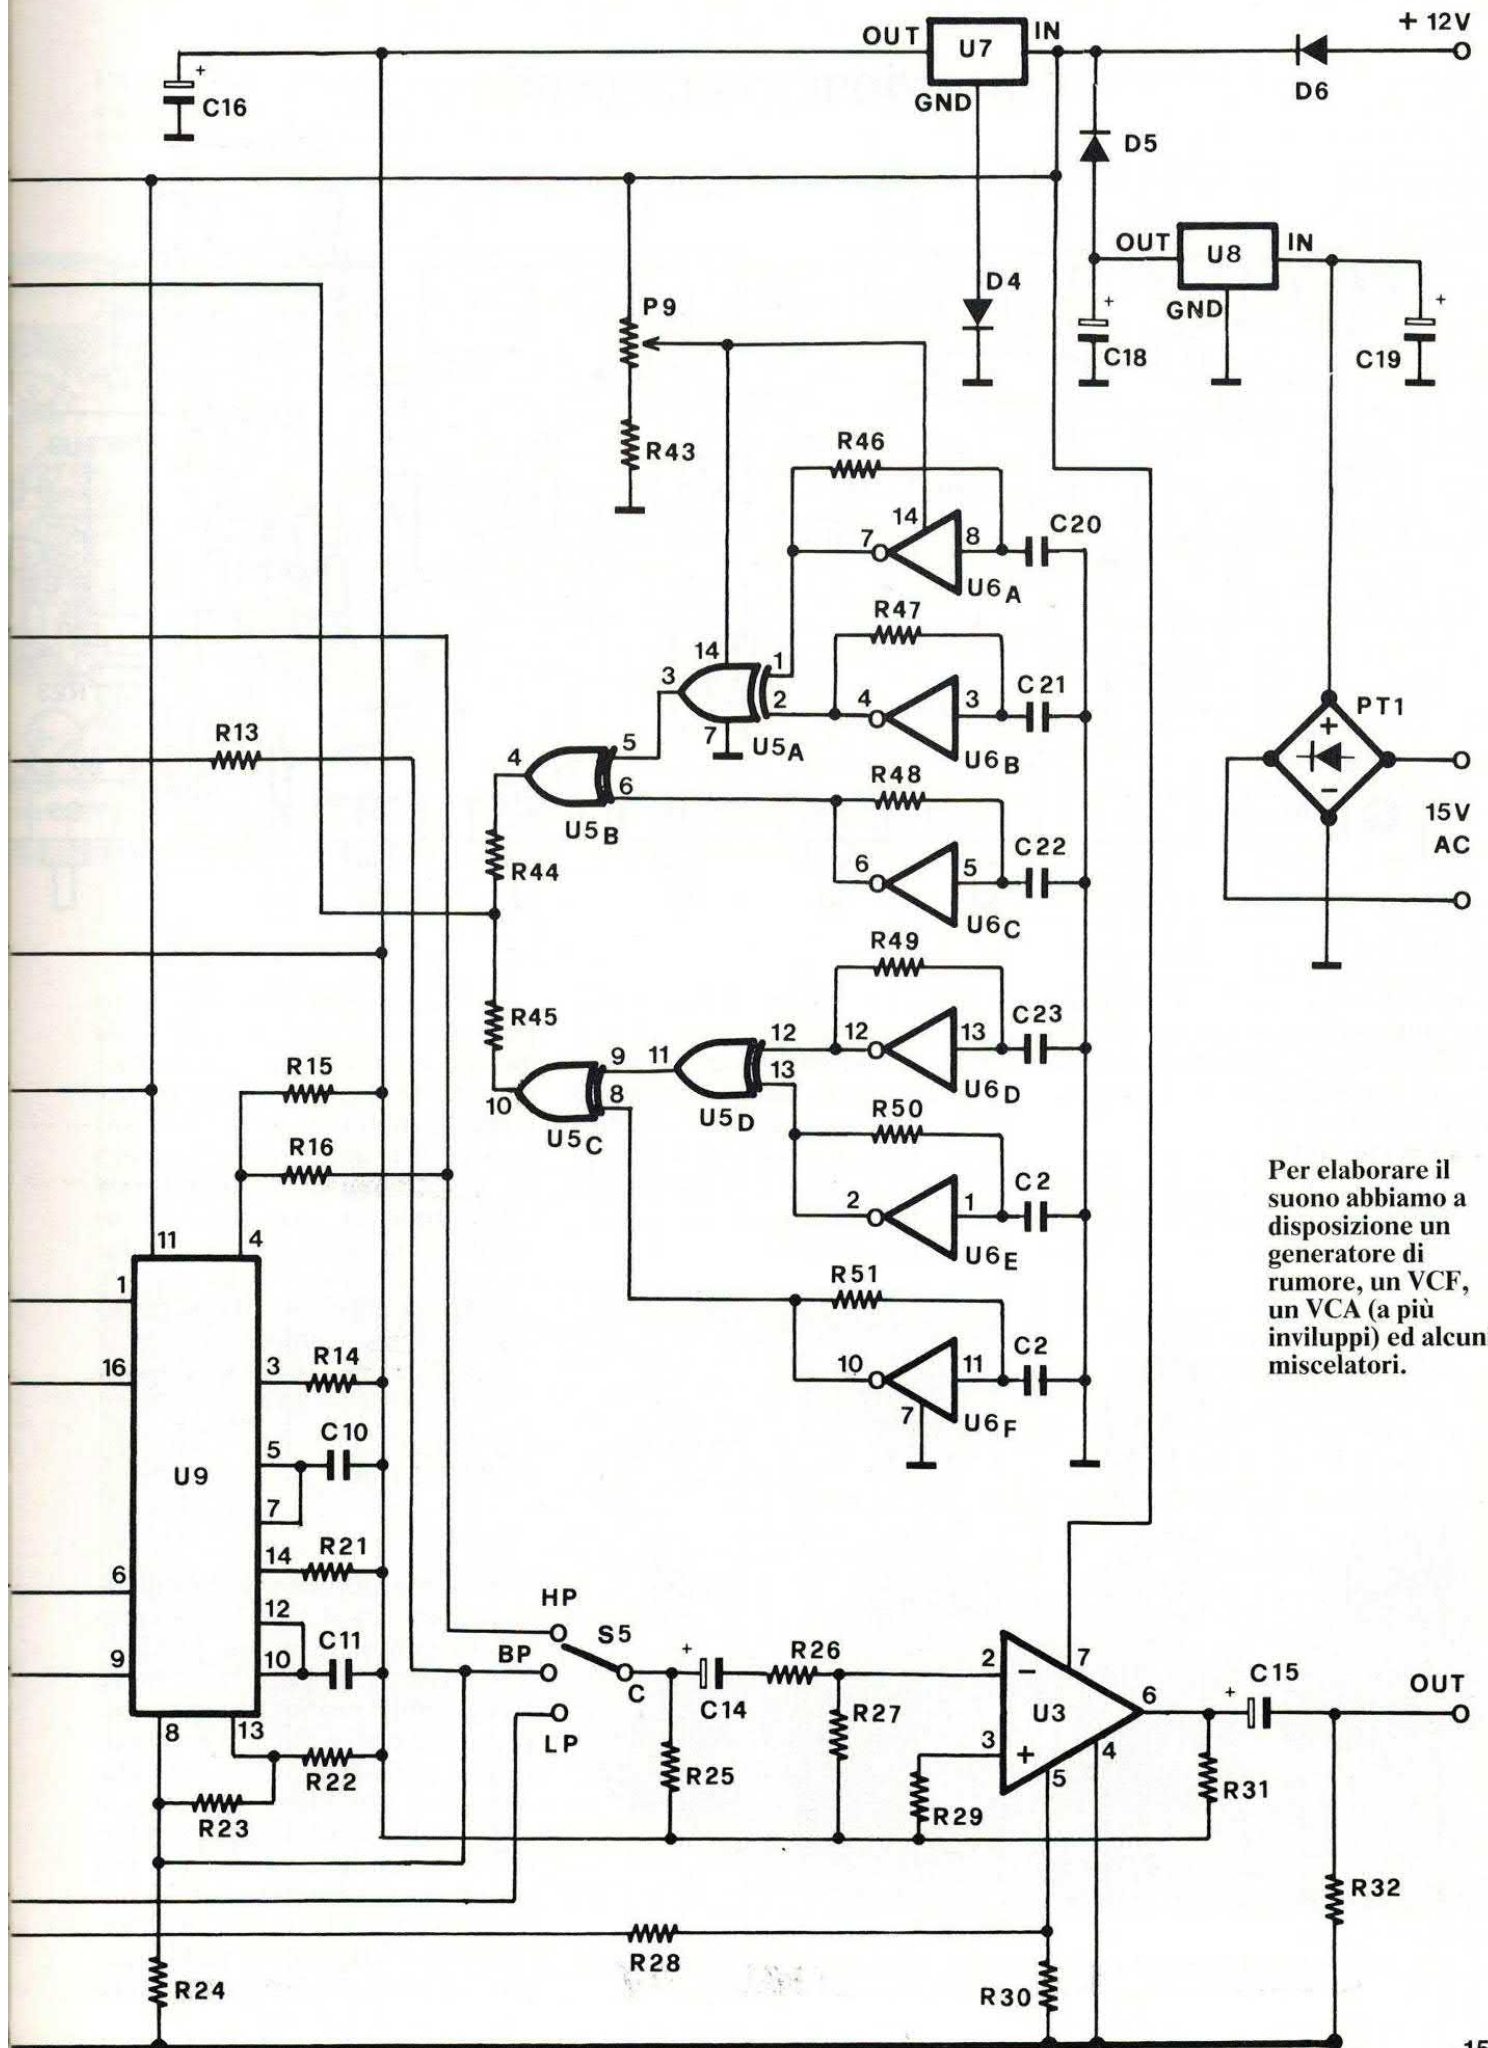 + 12V
OUT U7 IN
GND
D6
+
C16
D5
OUT U8 IN
GND
D4
+
C18
+
C19
P9
R43
R46
14
7 8
C20
U6A
R47
14
3
1
2
7
U5A
4 3
C21
U6B
R13
4
5
6
U5B
R48
6 5
C22
U6C
PT1
+
-
15V
AC
R44
R45
R49
12 13
C23
U6D
12
13
11
U5D
9
8
10
U5C
R50
2 1
C2
U6E
R15
R16
R51
10 11
C2
7
U6F
Per elaborare il
suono abbiamo a
disposizione un
generatore di
rumore, un VCF,
un VCA (a più
inviluppi) ed alcuni
miscelatori.
11 4
1
16
3 R14
5 C10
U9
7
14 R21
6
12
10 C11
9
8 13
R22
R23
R24
HP
BP
LP
S5
C
+
C14
R25
R26
R27
2 -
3 +
U3
7
6
5
4
R29
R31
+
C15
OUT
R28
R30
R32
15